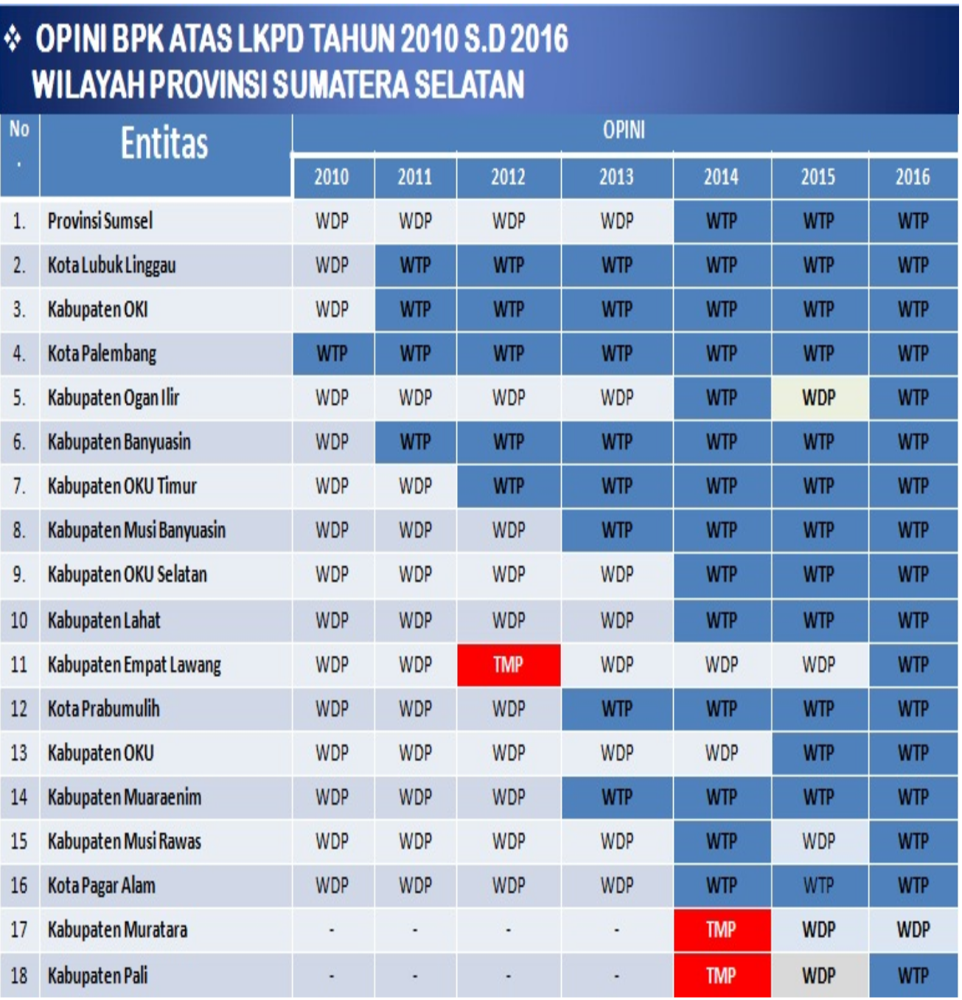 ❖ OPINI BPK ATAS LKPD TAHUN 2010 S.D 2016
WILAYAH PROVINSI SUMATERA SELATAN
No. Entitas OPINI
2010 2011 2012 2013 2014 2015 2016
1. Provinsi Sumsel WDP WDP WDP WDP WTP WTP WTP
2. Kota Lubuk Linggau WDP WTP WTP WTP WTP WTP WTP
3. Kabupaten OKI WDP WTP WTP WTP WTP WTP WTP
4. Kota Palembang WTP WTP WTP WTP WTP WTP WTP
5. Kabupaten Ogan Ilir WDP WDP WDP WDP WTP WDP WTP
6. Kabupaten Banyuasin WDP WTP WTP WTP WTP WTP WTP
7. Kabupaten OKU Timur WDP WDP WTP WTP WTP WTP WTP
8. Kabupaten Musi Banyuasin WDP WDP WDP WTP WTP WTP WTP
9. Kabupaten OKU Selatan WDP WDP WDP WDP WTP WTP WTP
10 Kabupaten Lahat WDP WDP WDP WDP WTP WTP WTP
11 Kabupaten Empat Lawang WDP WDP TMP WDP WDP WDP WTP
12 Kota Prabumulih WDP WDP WDP WTP WTP WTP WTP
13 Kabupaten OKU WDP WDP WDP WDP WDP WTP WTP
14 Kabupaten Muaraenim WDP WDP WDP WTP WTP WTP WTP
15 Kabupaten Musi Rawas WDP WDP WDP WDP WTP WDP WTP
16 Kota Pagar Alam WDP WDP WDP WDP WTP WTP WTP
17 Kabupaten Muratara - - - - TMP WDP WDP
18 Kabupaten Pali - - - - TMP WDP WTP